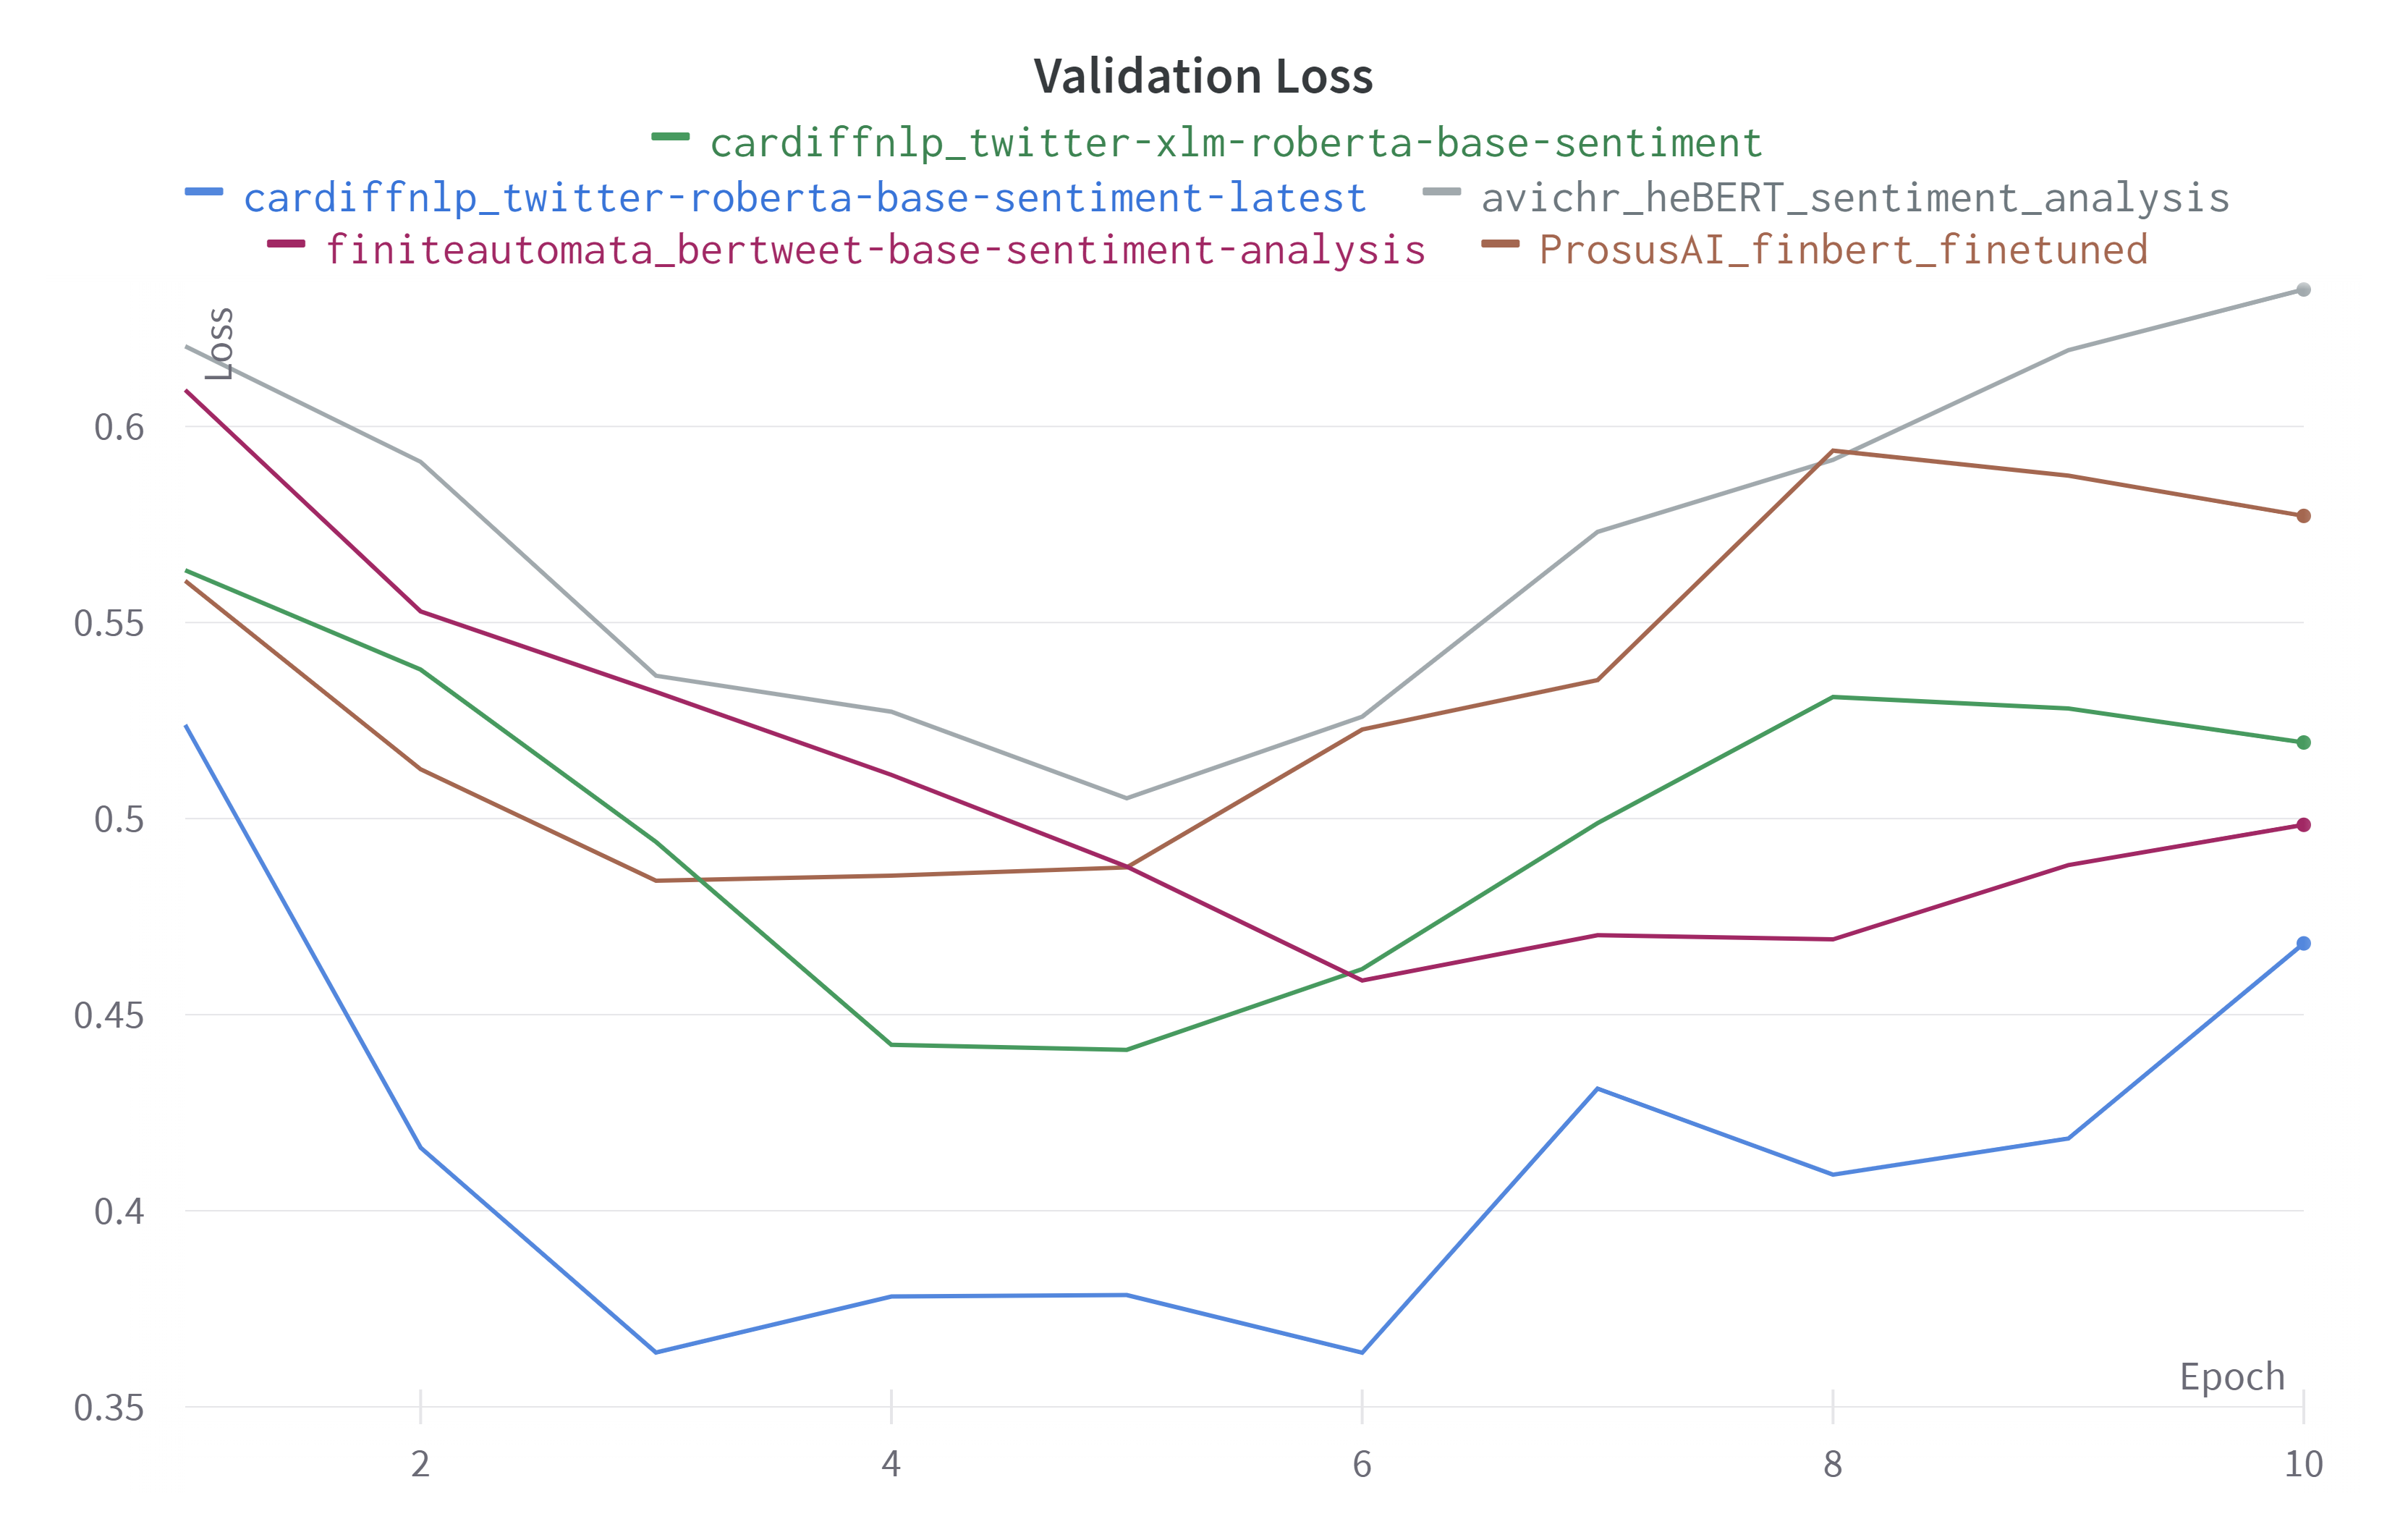 Validation Loss
cardiffnlp_twitter-xlm-roberta-base-sentiment
cardiffnlp_twitter-roberta-base-sentiment-latest avichr_heBERT_sentiment_analysis
finiteautomata_bertweet-base-sentiment-analysis ProsusAI_finbert_finetuned
Loss
0.6
0.55
0.5
0.45
0.4
0.35
Epoch
2 4 6 8 10